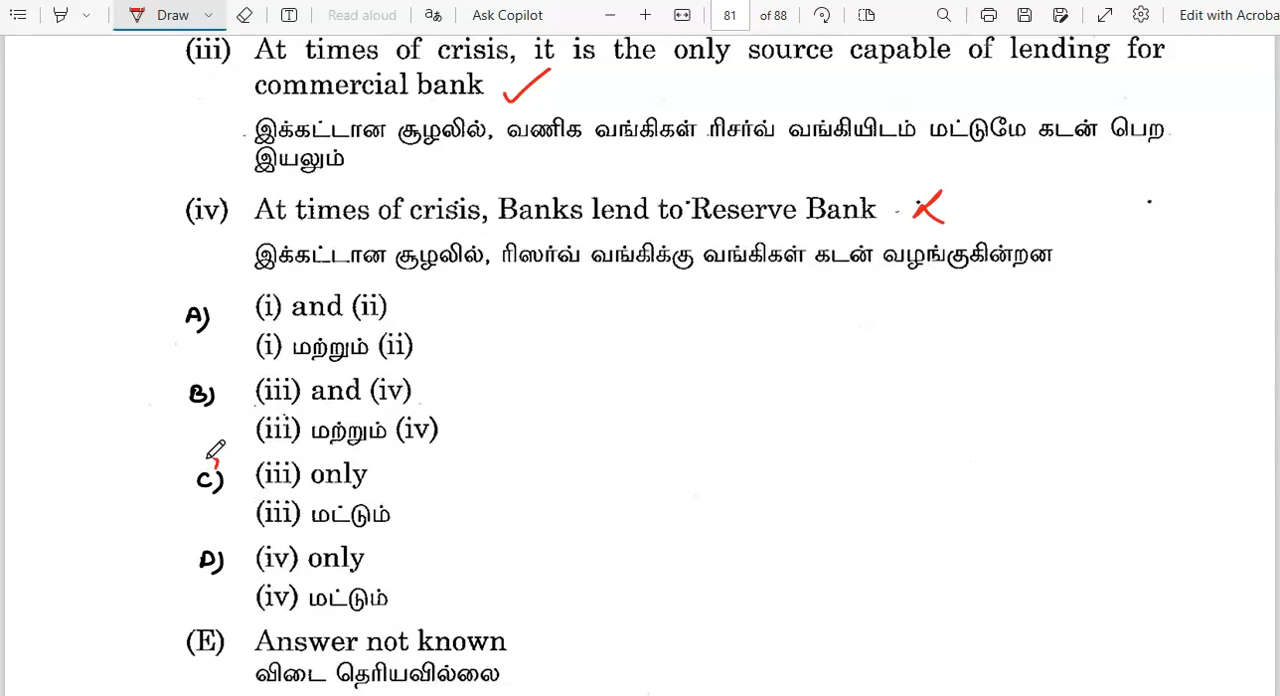 Draw
Read aloud
aあ
Ask Copilot
81 of 88
Edit with Acroba
(iii) At times of crisis, it is the only source capable of lending for
commercial bank
இக்கட்டான சூழலில், வணிக வங்கிகள் ரிசர்வ் வங்கியிடம் மட்டுமே கடன் பெற
இயலும்
(iv) At times of crisis, Banks lend to Reserve Bank
இக்கட்டான சூழலில், ரிஸர்வ் வங்கிக்கு வங்கிகள் கடன் வழங்குகின்றன
A) (i) and (ii)
(i) மற்றும் (ii)
B) (iii) and (iv)
(iii) மற்றும் (iv)
C) (iii) only
(iii) மட்டும்
D) (iv) only
(iv) மட்டும்
(E) Answer not known
விடை தெரியவில்லை